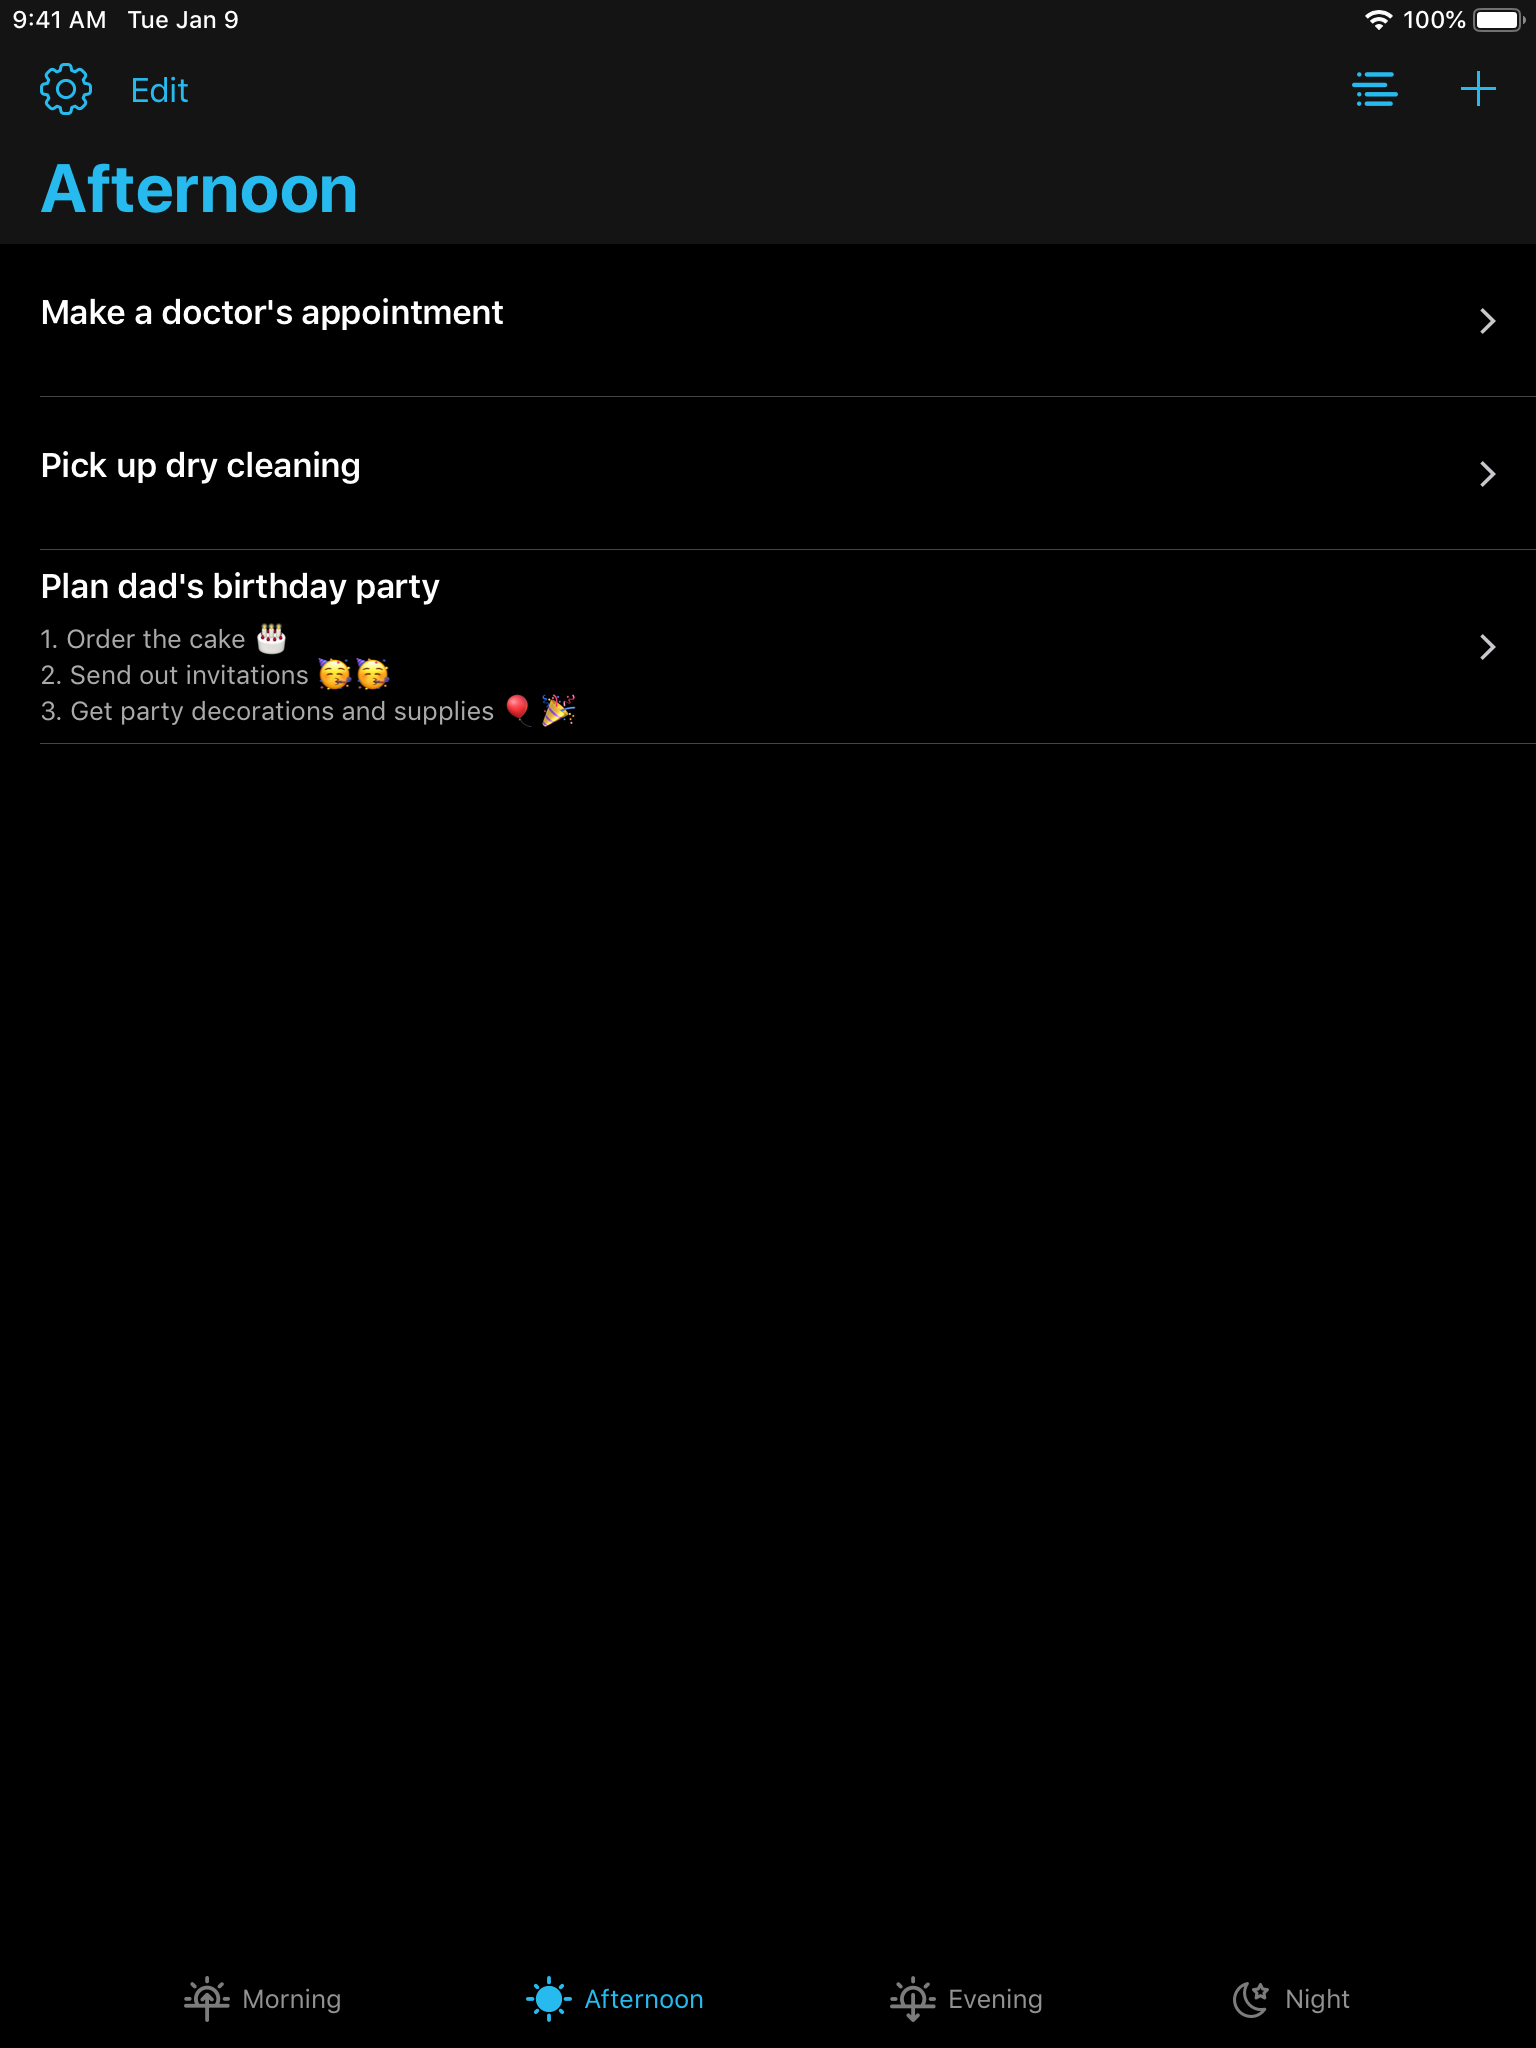 9:41 AM Tue Jan 9 100%
Edit
Afternoon
Make a doctor's appointment
Pick up dry cleaning
Plan dad's birthday party
1. Order the cake 🎂
2. Send out invitations 🥳🥳
3. Get party decorations and supplies 🎈🎉
Morning Afternoon Evening Night